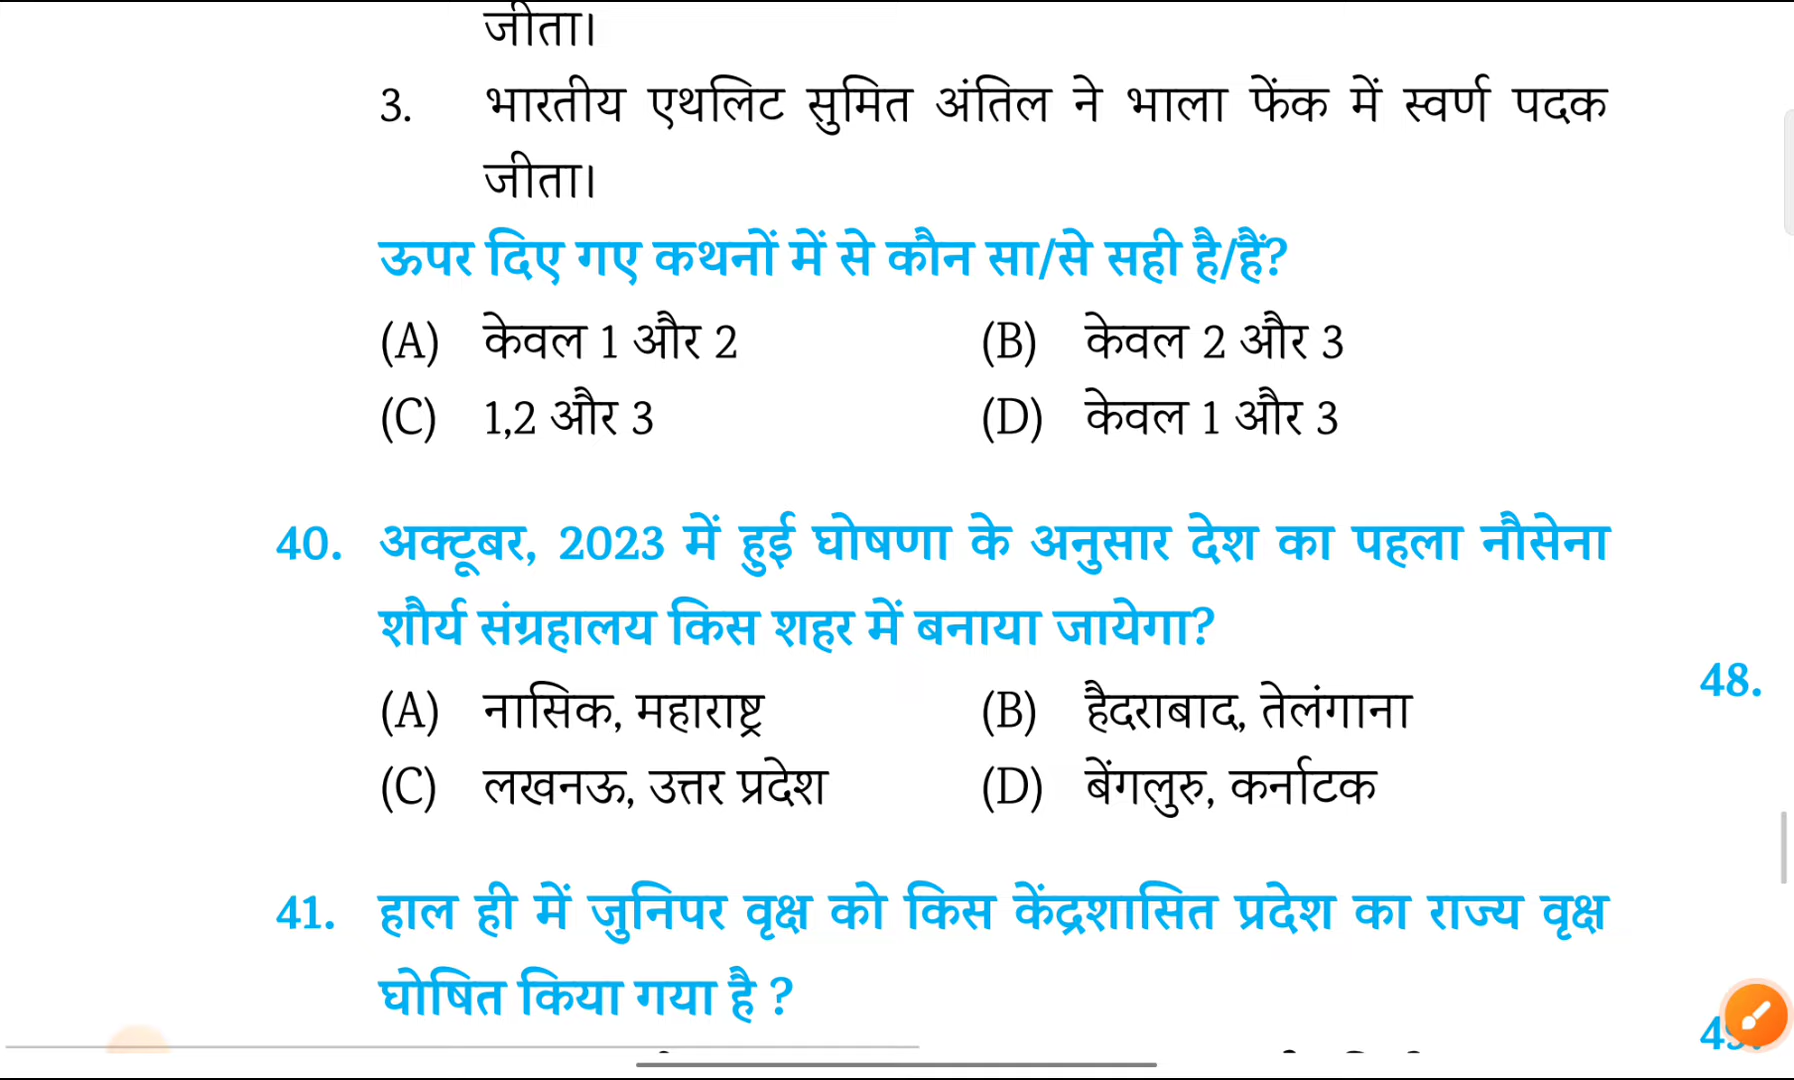 जीता।
3. भारतीय एथलिट सुमित अंतिल ने भाला फेंक में स्वर्ण पदक
जीता।
ऊपर दिए गए कथनों में से कौन सा/से सही है/हैं?
(A) केवल 1 और 2 (B) केवल 2 और 3
(C) 1,2 और 3 (D) केवल 1 और 3
40. अक्टूबर, 2023 में हुई घोषणा के अनुसार देश का पहला नौसेना
शौर्य संग्रहालय किस शहर में बनाया जायेगा?
(A) नासिक, महाराष्ट्र (B) हैदराबाद, तेलंगाना
(C) लखनऊ, उत्तर प्रदेश (D) बेंगलुरु, कर्नाटक
41. हाल ही में जुनिपर वृक्ष को किस केंद्रशासित प्रदेश का राज्य वृक्ष
घोषित किया गया है ?
48.